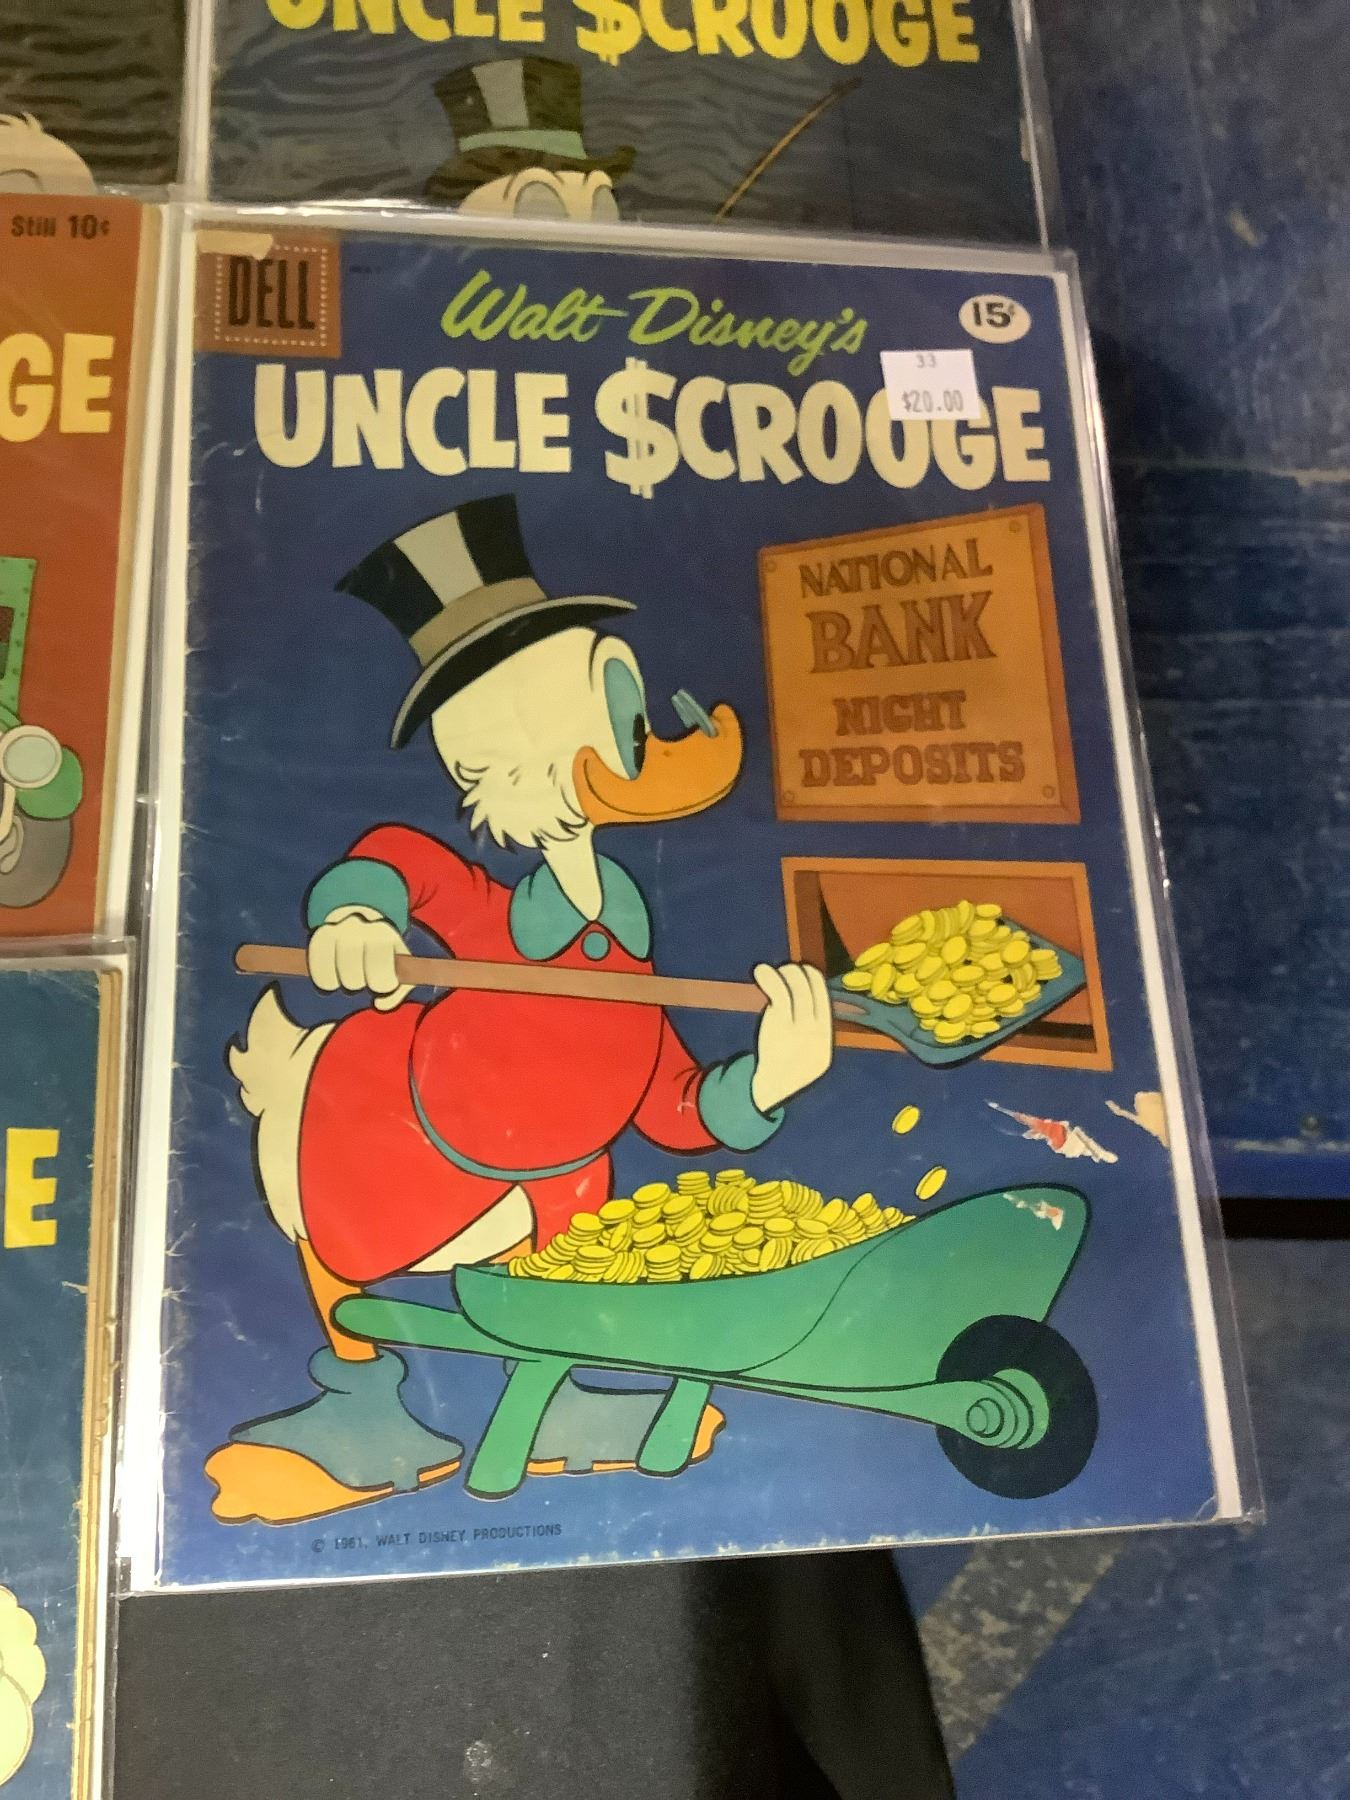 UNCLE $CROOGE
Still 10¢
GE
E
DELL
Walt Disney's
15¢
UNCLE $CROOGE
33
$20.00
NATIONAL
BANK
NIGHT
DEPOSITS
© 1961, WALT DISNEY PRODUCTIONS